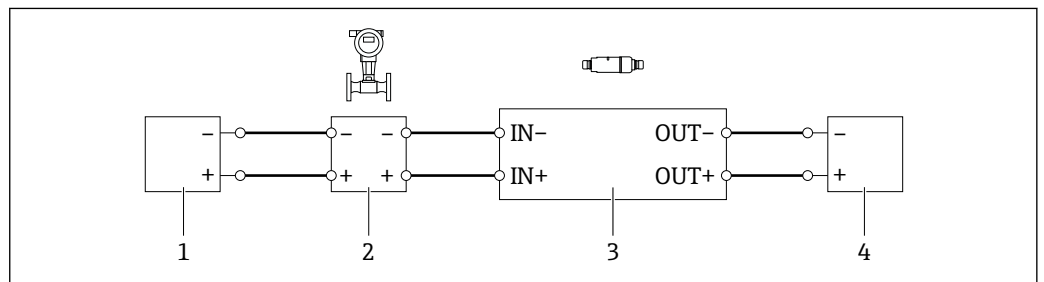 − − − IN− OUT− −
+ + + IN+ OUT+ +
1 2 3 4